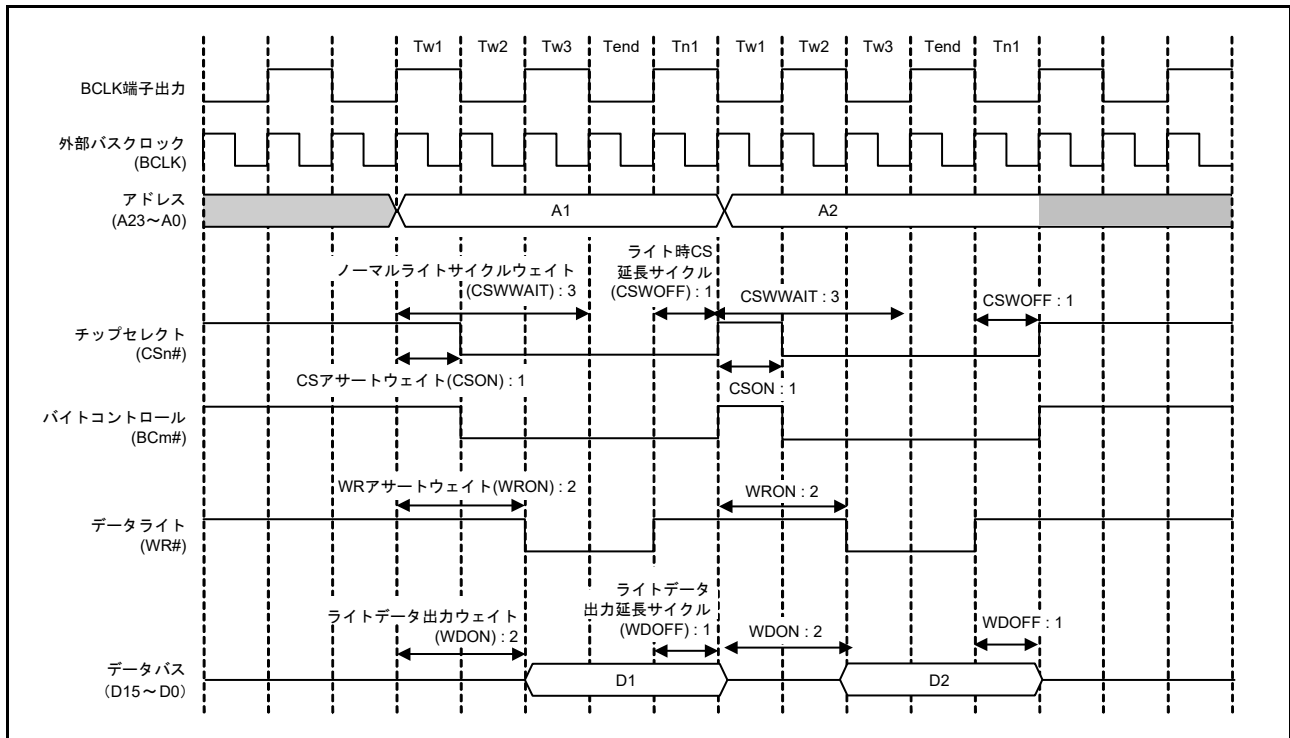 Tw1 Tw2 Tw3 Tend Tn1 Tw1 Tw2 Tw3 Tend Tn1
BCLK端子出力
外部バスクロック
(BCLK)
アドレス
(A23～A0)
A1 A2
ノーマルライトサイクルウェイト
(CSWWAIT) : 3
ライト時CS
延長サイクル
(CSWOFF) : 1
CSWWAIT : 3
CSWOFF : 1
チップセレクト
(CSn#)
CSアサートウェイト(CSON) : 1
CSON : 1
バイトコントロール
(BCm#)
WRアサートウェイト(WRON) : 2
WRON : 2
データライト
(WR#)
ライトデータ出力ウェイト
(WDON) : 2
ライトデータ
出力延長サイクル
(WDOFF) : 1
WDON : 2
WDOFF : 1
データバス
（D15～D0）
D1 D2